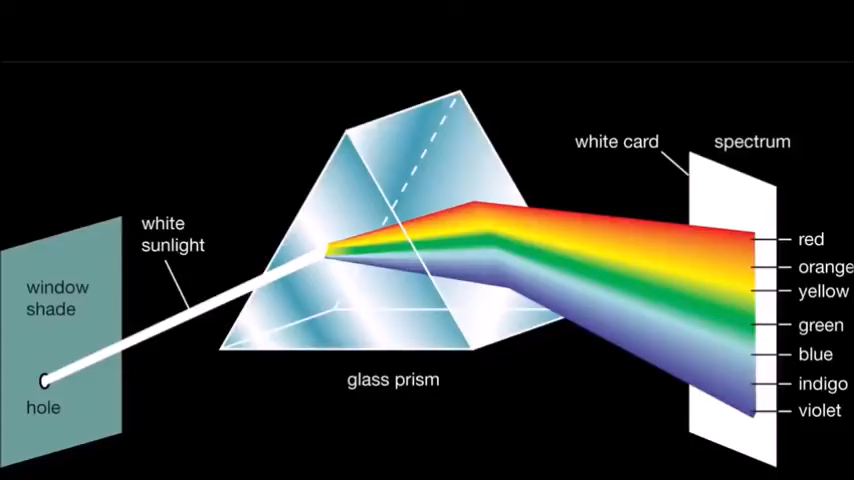 white card
spectrum
white
sunlight
window
shade
hole
glass prism
red
orange
yellow
green
blue
indigo
violet